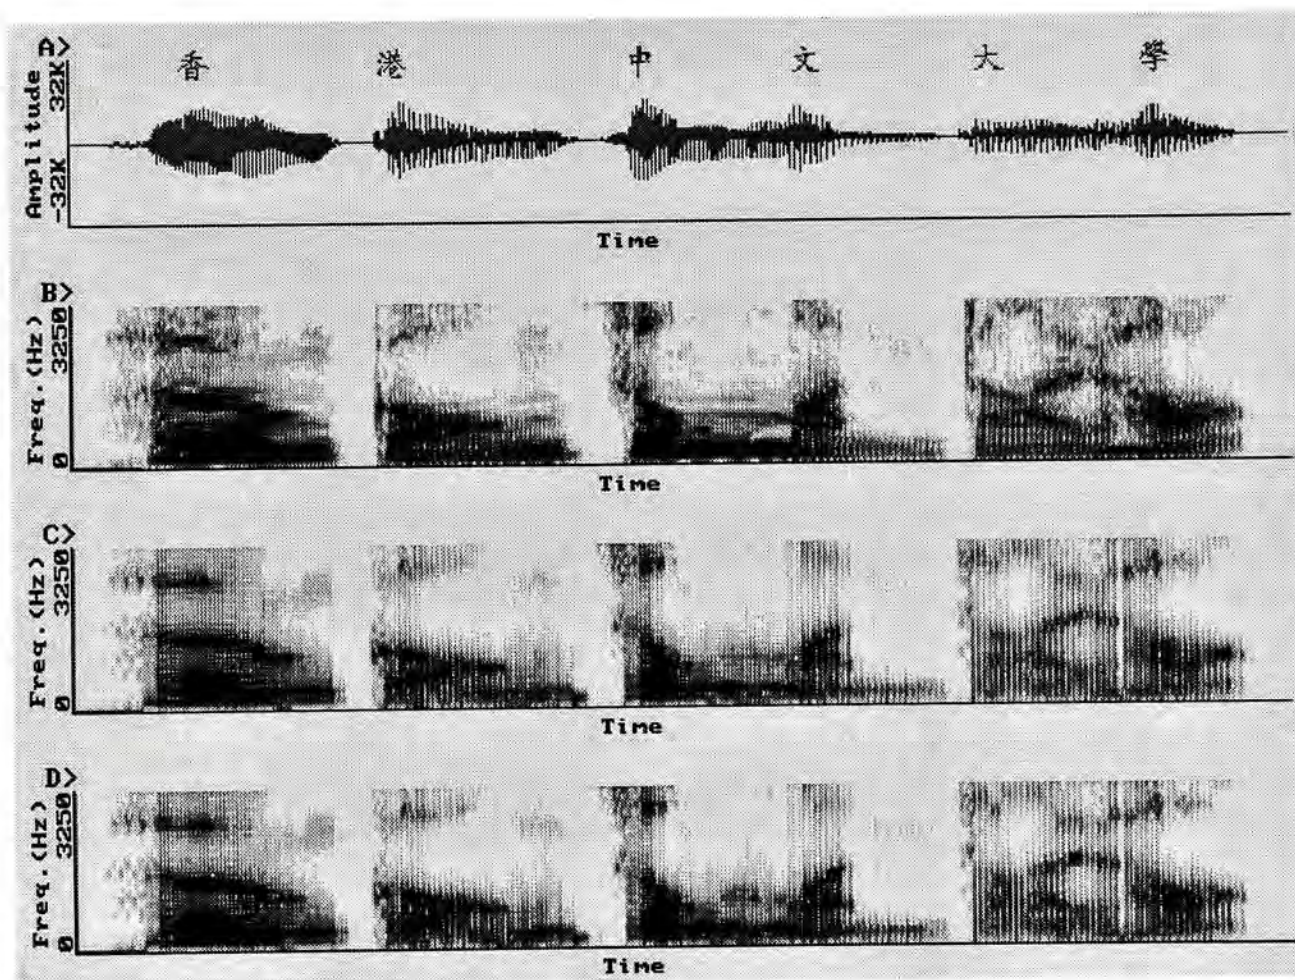 A>
香 港 中 文 大 學
Amplitude
-32K 32K
Time
B>
Freq.(Hz)
0 3250
Time
C>
Freq.(Hz)
0 3250
Time
D>
Freq.(Hz)
0 3250
Time